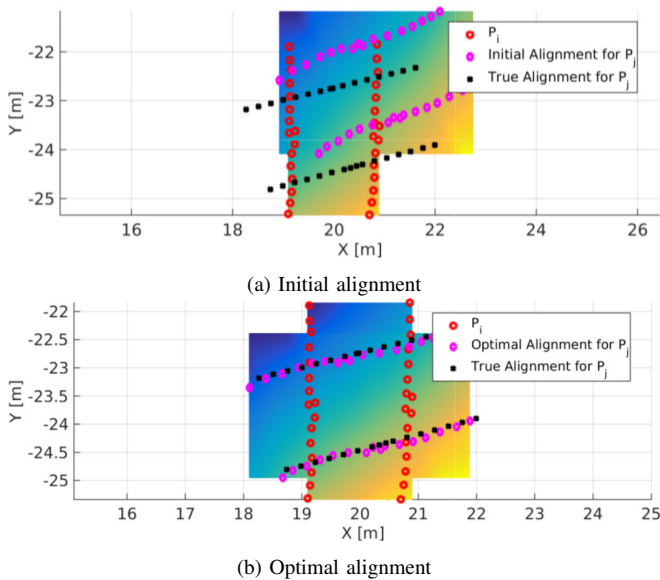 -22
-23
-24
-25
Y [m]
P_i
Initial Alignment for P_j
True Alignment for P_j
16 18 20 22 24 26
X [m]
(a) Initial alignment
-22
-22.5
-23
-23.5
-24
-24.5
-25
Y [m]
P_i
Optimal Alignment for P_j
True Alignment for P_j
15 16 17 18 19 20 21 22 23 24 25
X [m]
(b) Optimal alignment